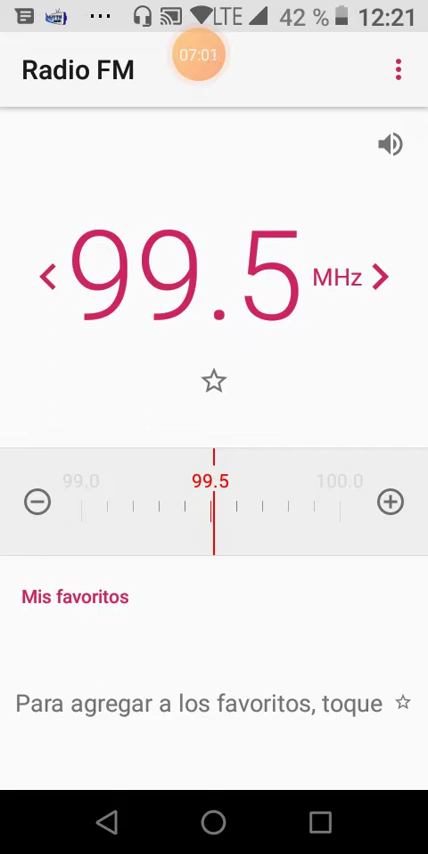 LTE 42 % 12:21
07:01
Radio FM
99.5 MHz
99.0 99.5 100.0
Mis favoritos
Para agregar a los favoritos, toque